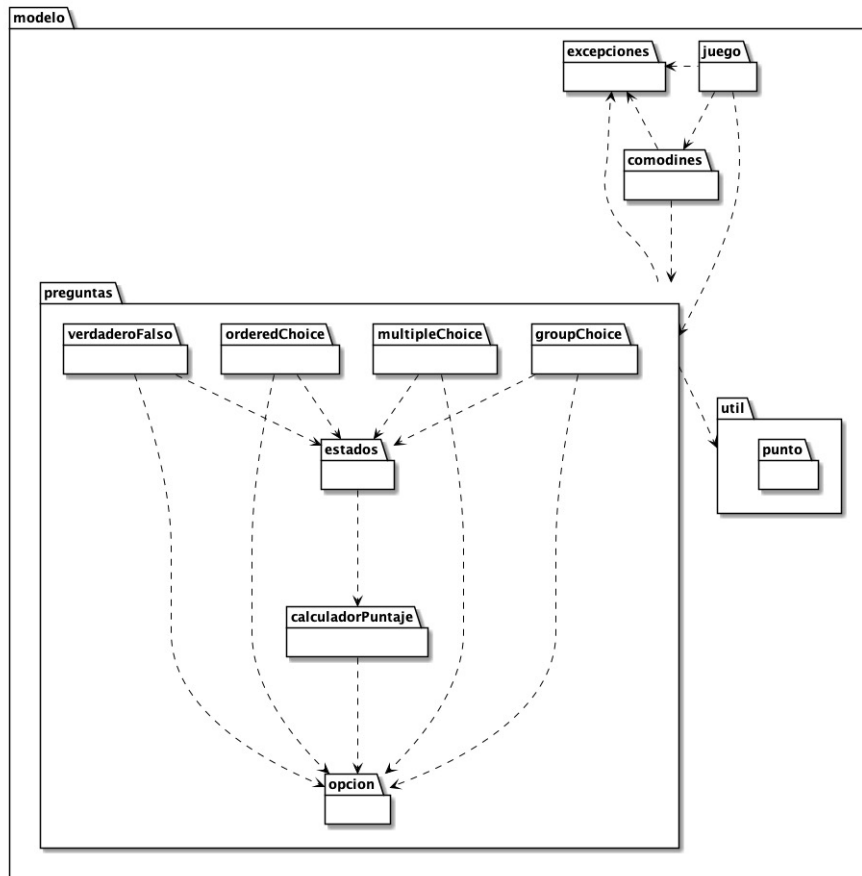 modelo
excepciones
juego
comodines
preguntas
verdaderoFalso
orderedChoice
multipleChoice
groupChoice
util
punto
estados
calculadorPuntaje
opcion